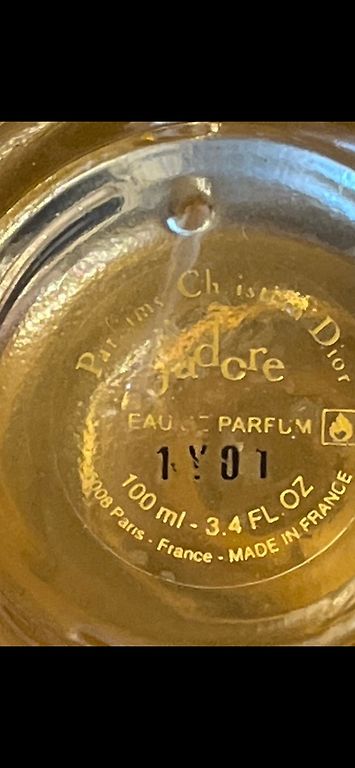 Parfums Christian Dior
j'adore
EAU DE PARFUM
1Y01
100 ml - 3.4 FL. OZ
75008 Paris - France - MADE IN FRANCE